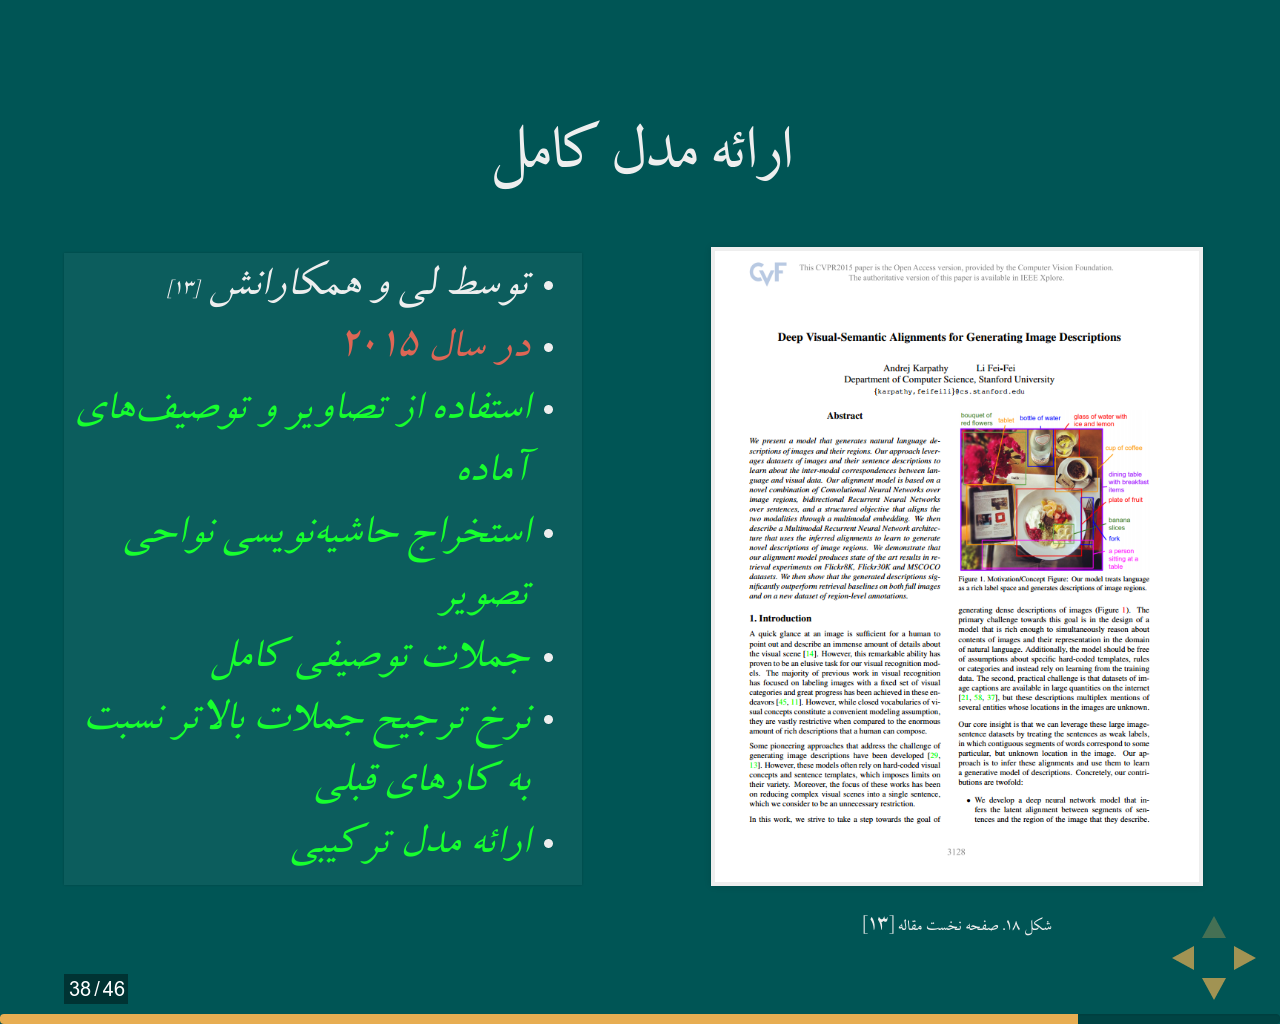 ارائه مدل کامل
توسط لی و همکارانش [۱۳]
در سال ۲۰۱۵
استفاده از تصاویر و توصیف‌های
آماده
استخراج حاشیه‌نویسی نواحی
تصویر
جملات توصیفی کامل
نرخ ترجیح جملات بالاتر نسبت
به کارهای قبلی
ارائه مدل ترکیبی
CVF
This CVPR2015 paper is the Open Access version, provided by the Computer Vision Foundation.
The authoritative version of this paper is available in IEEE Xplore.
Deep Visual-Semantic Alignments for Generating Image Descriptions
Andrej Karpathy Li Fei-Fei
Department of Computer Science, Stanford University
{karpathy,feifeili}@cs.stanford.edu
Abstract
We present a model that generates natural language de-
scriptions of images and their regions. Our approach lever-
ages datasets of images and their sentence descriptions to
learn about the inter-modal correspondences between lan-
guage and visual data. Our alignment model is based on a
novel combination of Convolutional Neural Networks over
image regions, bidirectional Recurrent Neural Networks
over sentences, and a structured objective that aligns the
two modalities through a multimodal embedding. We then
describe a Multimodal Recurrent Neural Network architec-
ture that uses the inferred alignments to learn to generate
novel descriptions of image regions. We demonstrate that
our alignment model produces state of the art results in re-
trieval experiments on Flickr8K, Flickr30K and MSCOCO
datasets. We then show that the generated descriptions sig-
nificantly outperform retrieval baselines on both full images
and on a new dataset of region-level annotations.
1. Introduction
A quick glance at an image is sufficient for a human to
point out and describe an immense amount of details about
the visual scene [14]. However, this remarkable ability has
proven to be an elusive task for our visual recognition mod-
els. The majority of previous work in visual recognition
has focused on labeling images with a fixed set of visual
categories and great progress has been achieved in these en-
deavors [45, 11]. However, while closed vocabularies of vi-
sual concepts constitute a convenient modeling assumption,
they are vastly restrictive when compared to the enormous
amount of rich descriptions that a human can compose.
Some pioneering approaches that address the challenge of
generating image descriptions have been developed [29,
13]. However, these models often rely on hard-coded visual
concepts and sentence templates, which imposes limits on
their variety. Moreover, the focus of these works has been
on reducing complex visual scenes into a single sentence,
which we consider to be an unnecessary restriction.
In this work, we strive to take a step towards the goal of
bouquet of
red flowers
tablet
bottle of water
glass of water with
ice and lemon
cup of coffee
dining table
with breakfast
items
plate of fruit
banana
slices
fork
a person
sitting at a
table
Figure 1. Motivation/Concept Figure: Our model treats language
as a rich label space and generates descriptions of image regions.
generating dense descriptions of images (Figure 1). The
primary challenge towards this goal is in the design of a
model that is rich enough to simultaneously reason about
contents of images and their representation in the domain
of natural language. Additionally, the model should be free
of assumptions about specific hard-coded templates, rules
or categories and instead rely on learning from the training
data. The second, practical challenge is that datasets of im-
age captions are available in large quantities on the internet
[21, 58, 37], but these descriptions multiplex mentions of
several entities whose locations in the images are unknown.
Our core insight is that we can leverage these large image-
sentence datasets by treating the sentences as weak labels,
in which contiguous segments of words correspond to some
particular, but unknown location in the image. Our ap-
proach is to infer these alignments and use them to learn
a generative model of descriptions. Concretely, our contri-
butions are twofold:
• We develop a deep neural network model that in-
fers the latent alignment between segments of sen-
tences and the region of the image that they describe.
3128
شکل ۱۸. صفحه نخست مقاله [۱۳]
38/46